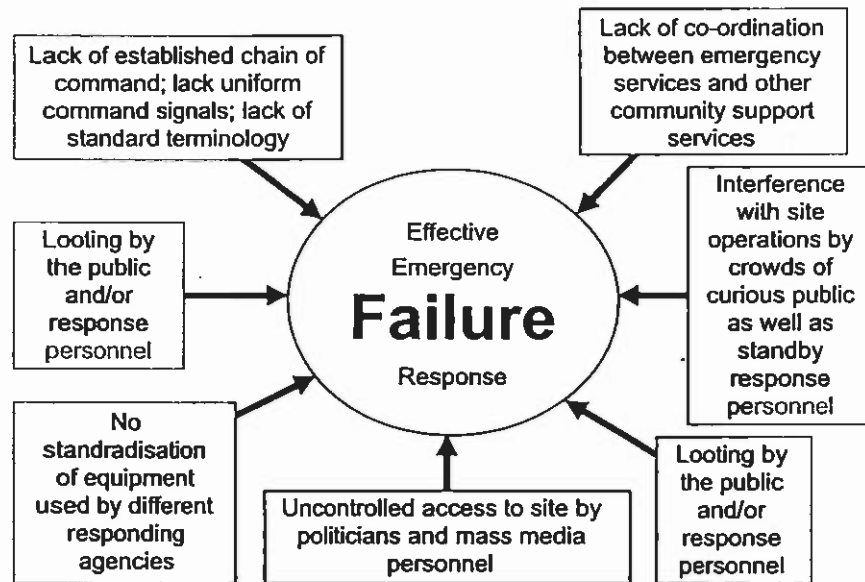 Lack of established chain of
command; lack uniform
command signals; lack of
standard terminology
Lack of co-ordination
between emergency
services and other
community support
services
Looting by
the public
and/or
response
personnel
Effective
Emergency
Failure
Response
Interference
with site
operations by
crowds of
curious public
as well as
standby
response
personnel
No
standradisation
of equipment
used by different
responding
agencies
Uncontrolled access to site by
politicians and mass media
personnel
Looting by
the public
and/or
response
personnel